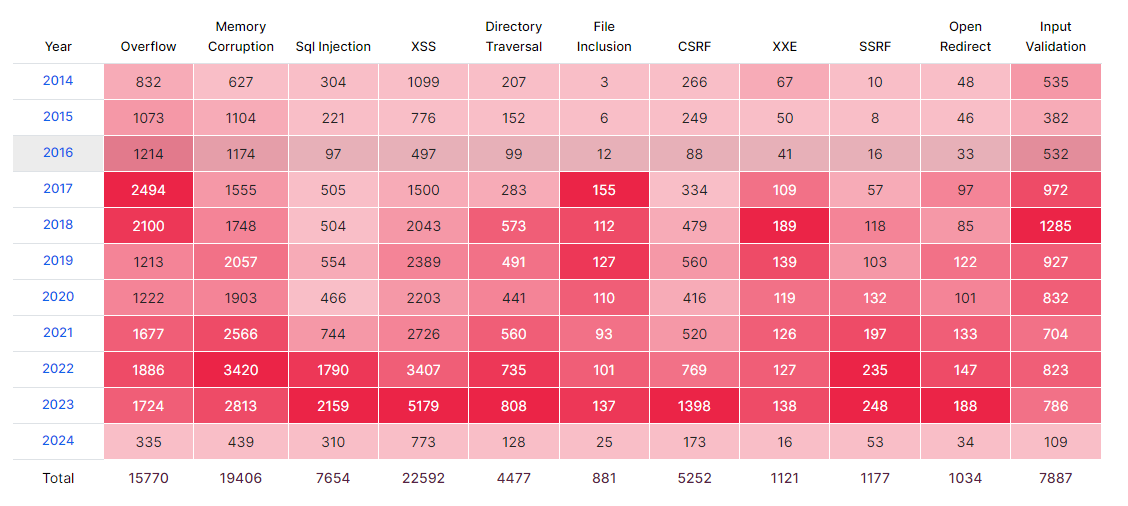 Year Overflow Memory Corruption Sql Injection XSS Directory Traversal File Inclusion CSRF XXE SSRF Open Redirect Input Validation
2014 832 627 304 1099 207 3 266 67 10 48 535
2015 1073 1104 221 776 152 6 249 50 8 46 382
2016 1214 1174 97 497 99 12 88 41 16 33 532
2017 2494 1555 505 1500 283 155 334 109 57 97 972
2018 2100 1748 504 2043 573 112 479 189 118 85 1285
2019 1213 2057 554 2389 491 127 560 139 103 122 927
2020 1222 1903 466 2203 441 110 416 119 132 101 832
2021 1677 2566 744 2726 560 93 520 126 197 133 704
2022 1886 3420 1790 3407 735 101 769 127 235 147 823
2023 1724 2813 2159 5179 808 137 1398 138 248 188 786
2024 335 439 310 773 128 25 173 16 53 34 109
Total 15770 19406 7654 22592 4477 881 5252 1121 1177 1034 7887